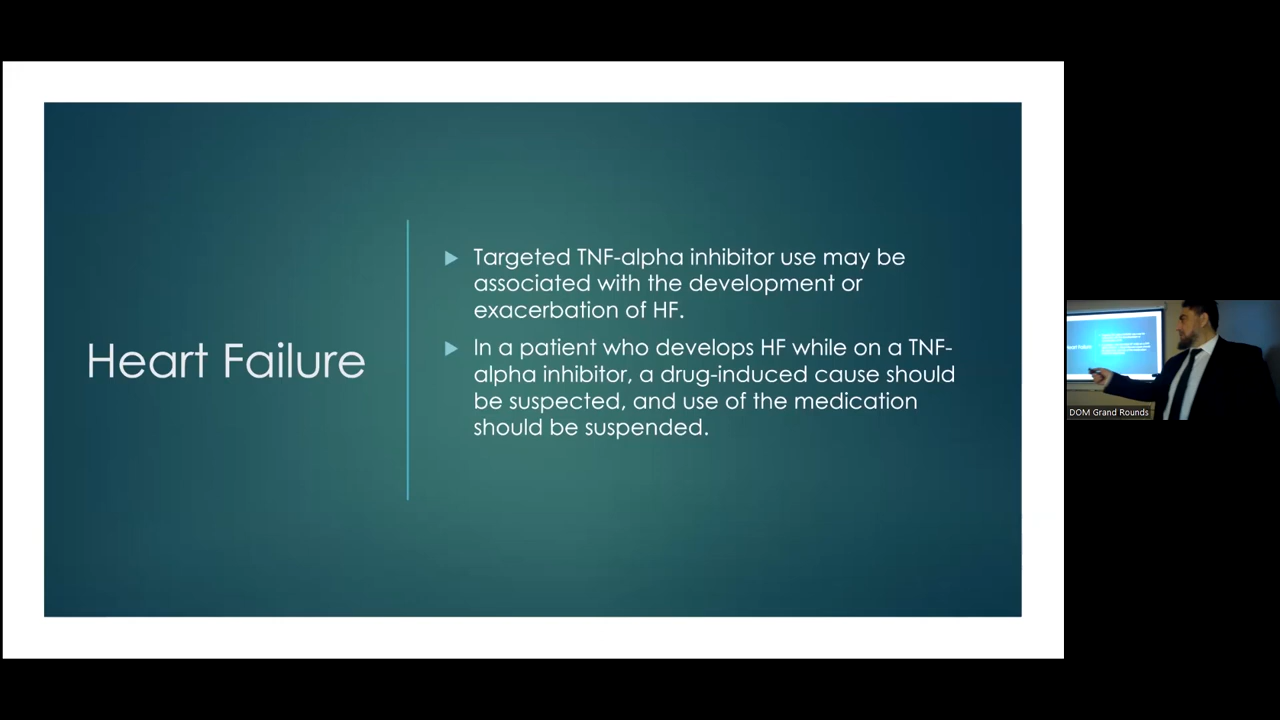 Heart Failure
Targeted TNF-alpha inhibitor use may be
associated with the development or
exacerbation of HF.
In a patient who develops HF while on a TNF-
alpha inhibitor, a drug-induced cause should
be suspected, and use of the medication
should be suspended.
DOM Grand Rounds